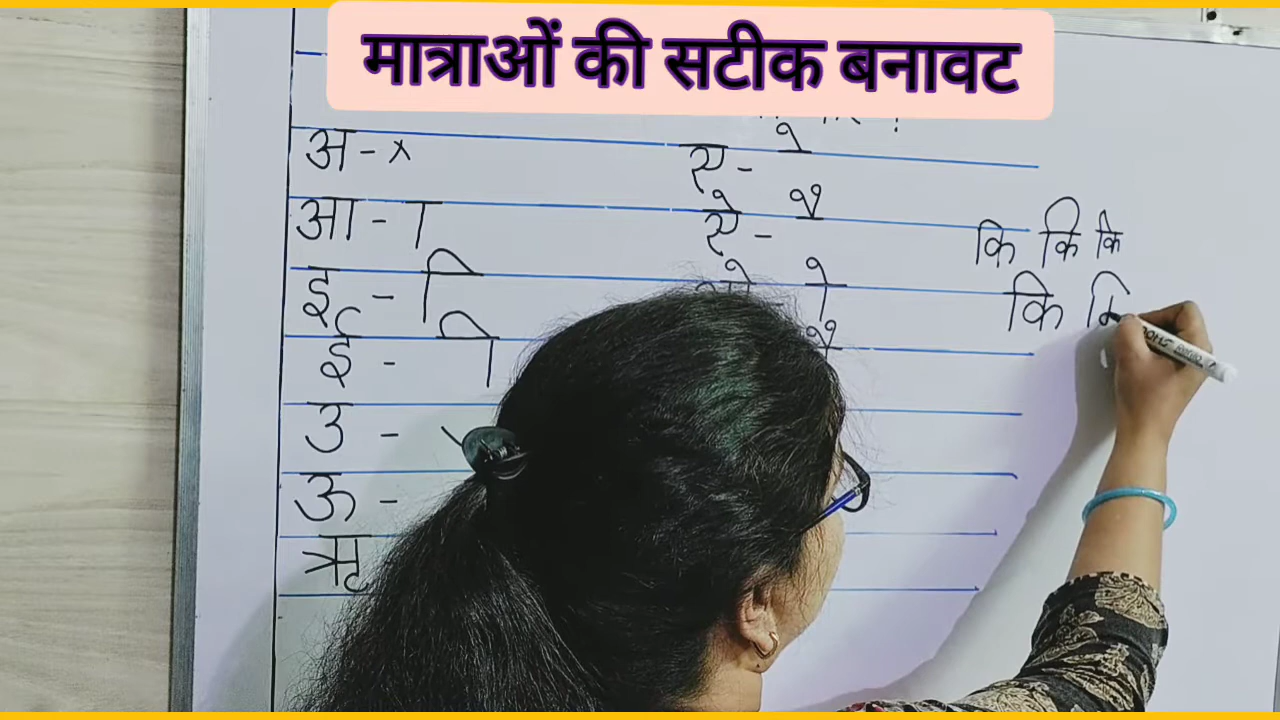 मात्राओं की सटीक बनावट
अ - × ए - े
आ - ा ऐ - ै
इ - ि ओ ो
ई - ी ौ
उ -
ऊ -
ऋ
कि कि कि
कि कि